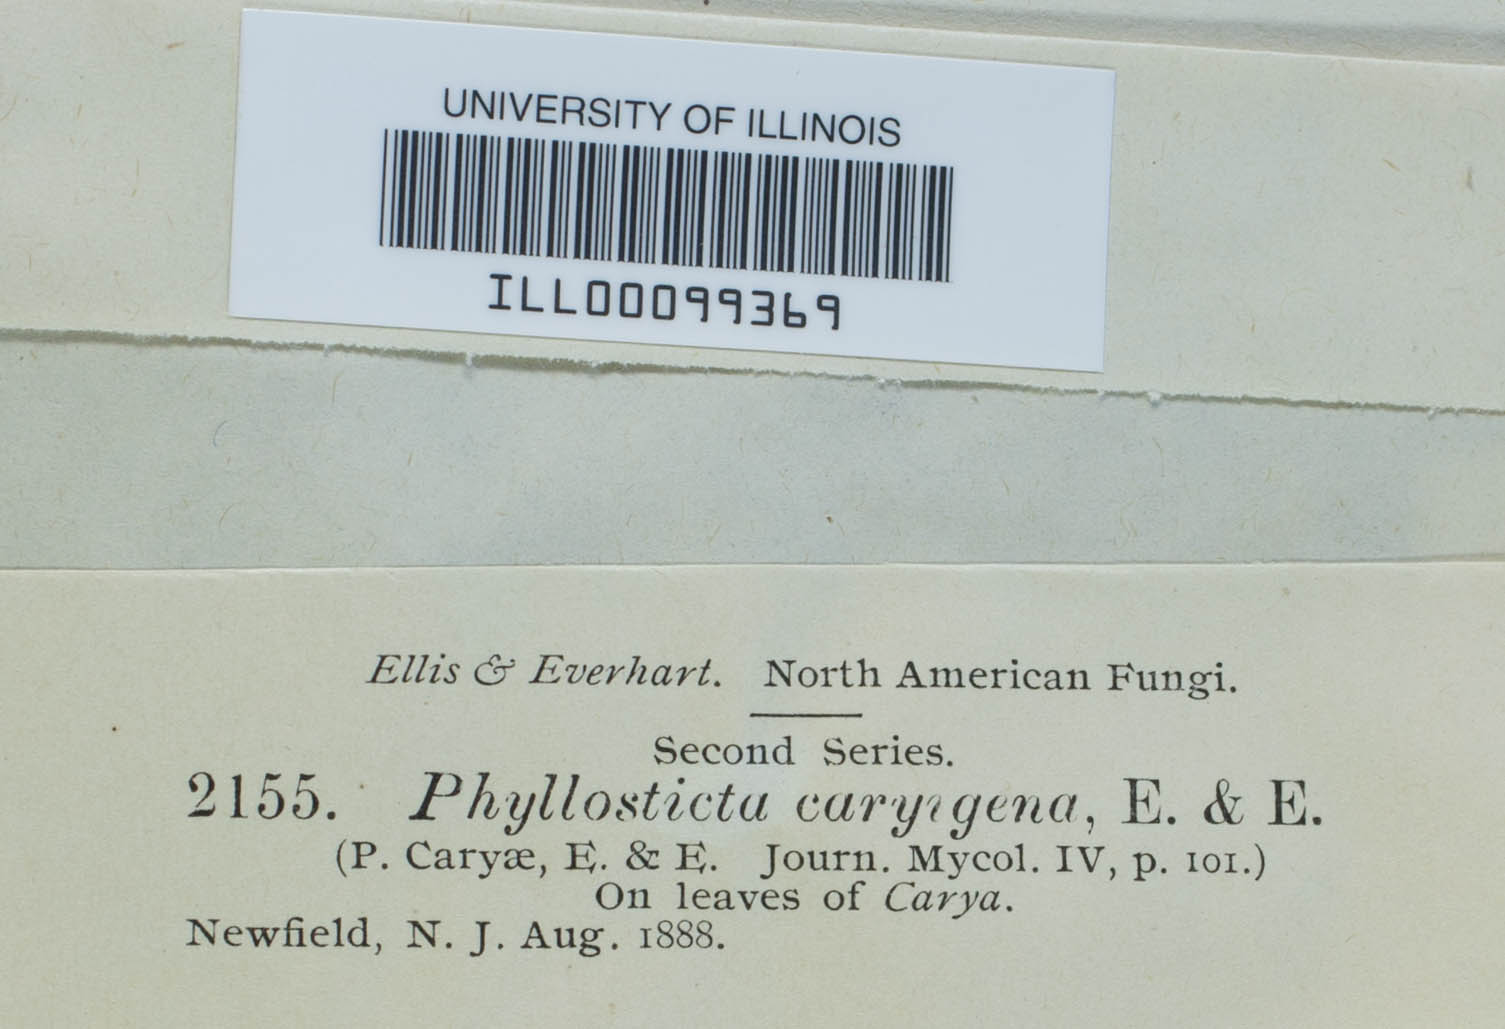 UNIVERSITY OF ILLINOIS
ILL00099369
Ellis & Everhart. North American Fungi.
Second Series.
2155. Phyllosticta caryigena, E. & E.
(P. Caryæ, E. & E. Journ. Mycol. IV, p. 101.)
On leaves of Carya.
Newfield, N. J. Aug. 1888.